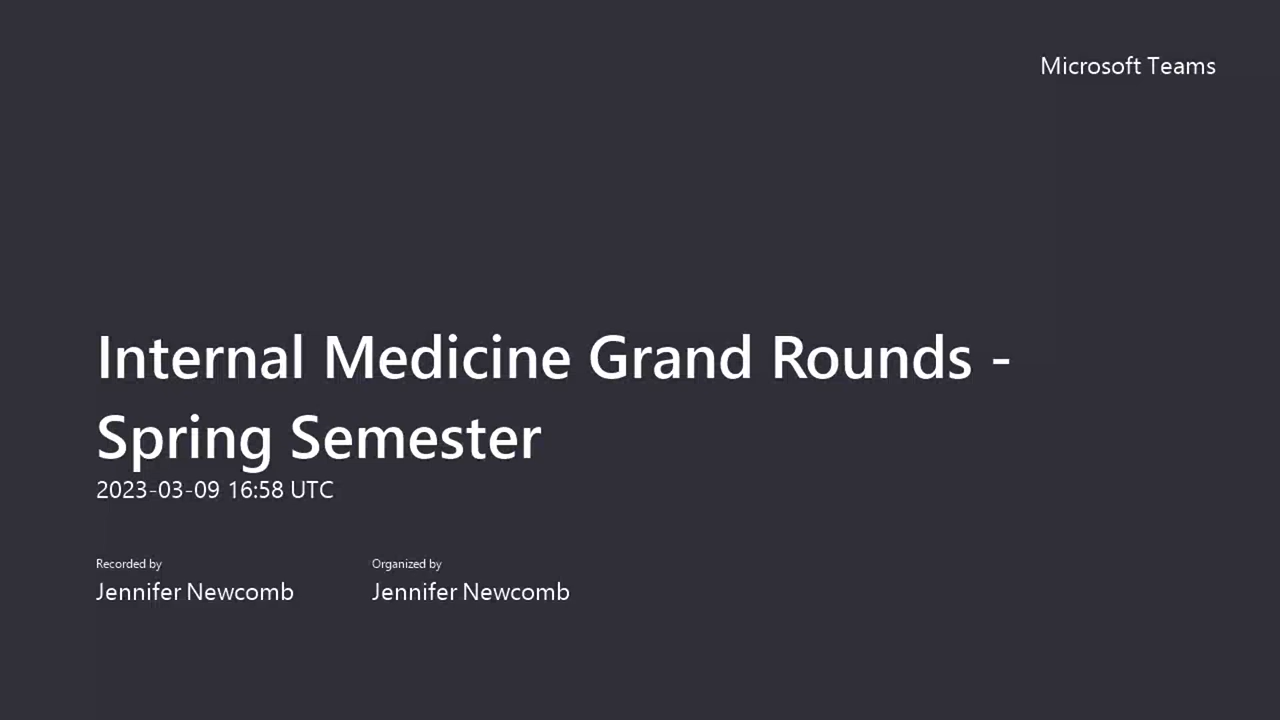 Microsoft Teams
Internal Medicine Grand Rounds -
Spring Semester
2023-03-09 16:58 UTC
Recorded by
Jennifer Newcomb
Organized by
Jennifer Newcomb